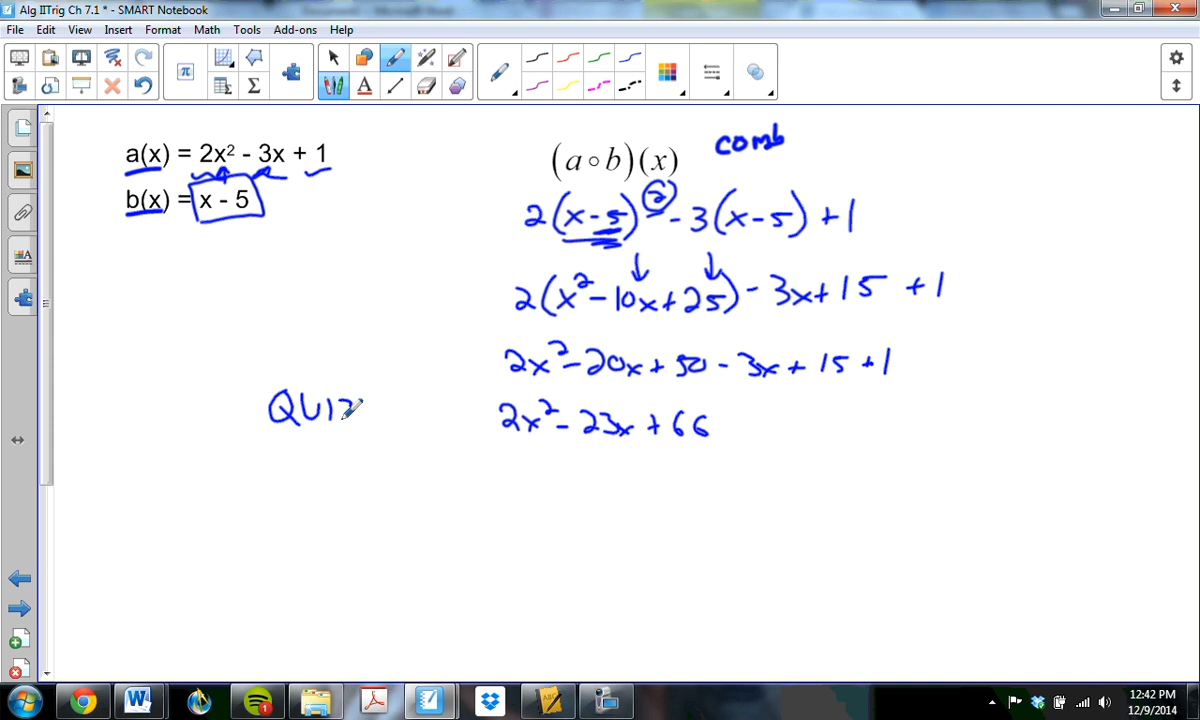 Alg IITrig Ch 7.1 * - SMART Notebook
File Edit View Insert Format Math Tools Add-ons Help
a(x) = 2x² - 3x + 1
b(x) = x - 5
(a∘b)(x)
comb
2(x-5)² - 3(x-5) + 1
2(x² - 10x + 25) - 3x + 15 + 1
2x² - 20x + 50 - 3x + 15 + 1
QUIZ
2x² - 23x + 66
12:42 PM
12/9/2014